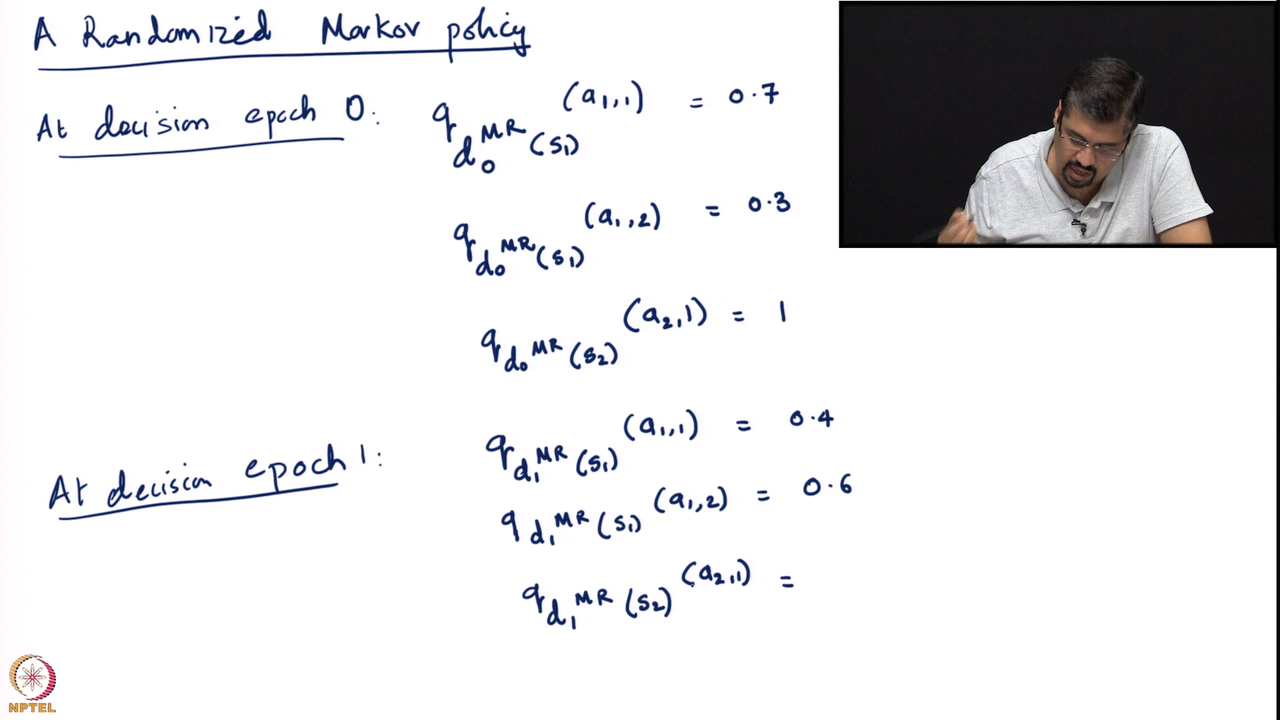 A Randomized Markov policy
At decision epoch 0: q_{d_0^{MR}(s_1)}(a_{1,1}) = 0.7
q_{d_0^{MR}(s_1)}(a_{1,2}) = 0.3
q_{d_0^{MR}(s_2)}(a_{2,1}) = 1
At decision epoch 1: q_{d_1^{MR}(s_1)}(a_{1,1}) = 0.4
q_{d_1^{MR}(s_1)}(a_{1,2}) = 0.6
q_{d_1^{MR}(s_2)}(a_{2,1}) =
NPTEL